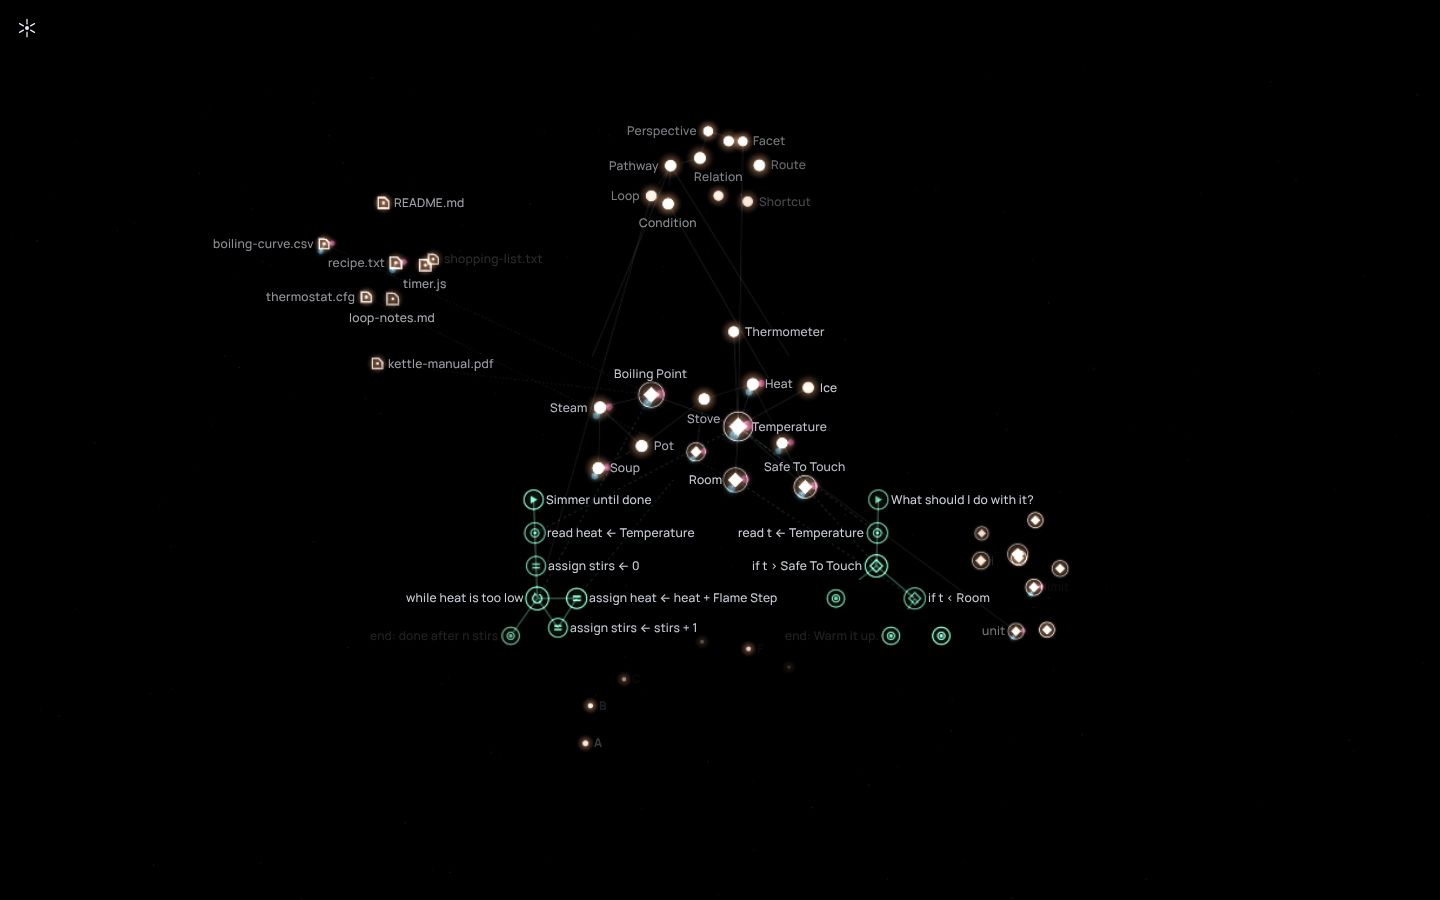 Perspective
Facet
Pathway
Route
Relation
Loop
Shortcut
Condition
README.md
boiling-curve.csv
recipe.txt
shopping-list.txt
timer.js
thermostat.cfg
loop-notes.md
Thermometer
kettle-manual.pdf
Boiling Point
Heat
Ice
Steam
Stove
Temperature
Pot
Safe To Touch
Soup
Room
Simmer until done
What should I do with it?
read heat ← Temperature
read t ← Temperature
assign stirs ← 0
if t > Safe To Touch
while heat is too low
assign heat ← heat + Flame Step
if t < Room
assign stirs ← stirs + 1
unit
end: done after n stirs
end: Warm it up.
F
C
B
A